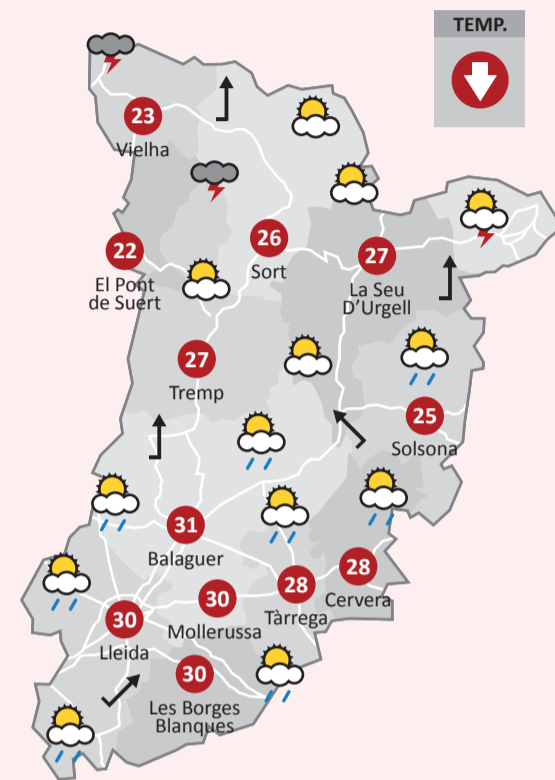 TEMP.
23
Vielha
22
El Pont
de Suert
26
Sort
27
La Seu
D'Urgell
27
Tremp
25
Solsona
31
Balaguer
28
Cervera
28
Tàrrega
30
Mollerussa
30
Lleida
30
Les Borges
Blanques